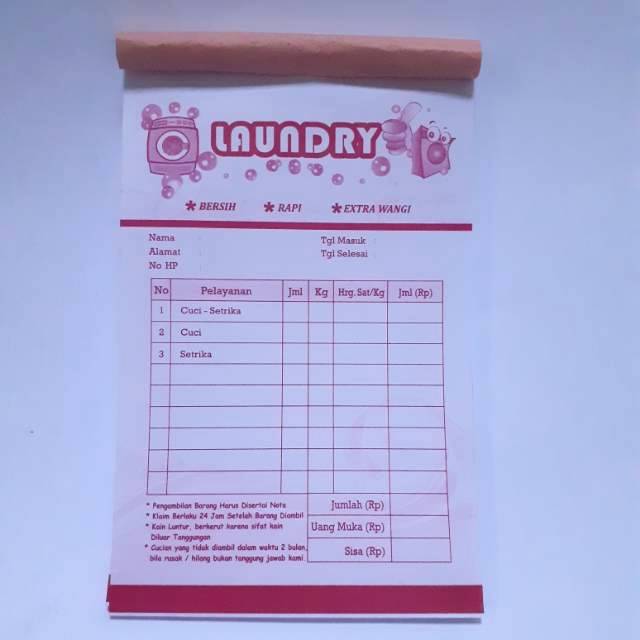 LAUNDRY
* BERSIH * RAPI * EXTRA WANGI
Nama Tgl Masuk
Alamat Tgl Selesai
No HP
No Pelayanan Jml Kg Hrg.Sat/Kg Jml (Rp)
1 Cuci - Setrika
2 Cuci
3 Setrika
* Pengambilan Barang Harus Disertai Nota
* Klaim Berlaku 24 Jam Setelah Barang Diambil
* Kain Luntur, berkerut karena sifat kain
Diluar Tanggungan
* Cucian yang tidak diambil dalam waktu 2 bulan,
bila rusak / hilang bukan tanggung jawab kami.
Jumlah (Rp)
Uang Muka (Rp)
Sisa (Rp)